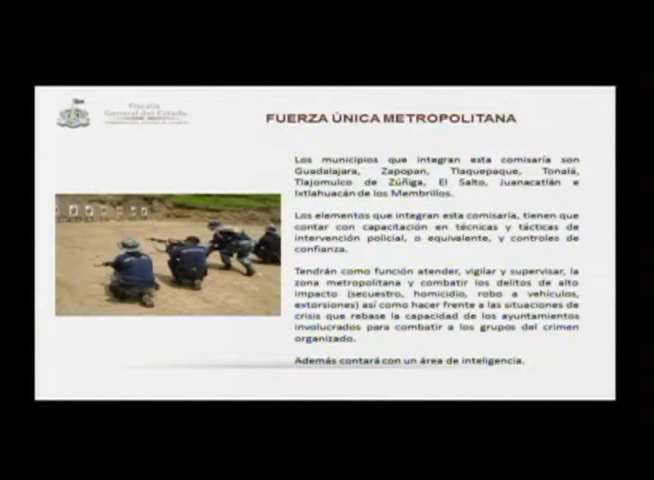 Fiscalía
General del Estado
FUERZA ÚNICA METROPOLITANA
Los municipios que integran esta comisaría son
Guadalajara, Zapopan, Tlaquepaque, Tonalá,
Tlajomulco de Zúñiga, El Salto, Juanacatlán e
Ixtlahuacán de los Membrillos.
Los elementos que integran esta comisaría, tienen que
contar con capacitación en técnicas y tácticas de
intervención policial, o equivalente, y controles de
confianza.
Tendrán como función atender, vigilar y supervisar, la
zona metropolitana y combatir los delitos de alto
impacto (secuestro, homicidio, robo a vehículos,
extorsiones) así como hacer frente a las situaciones de
crisis que rebase la capacidad de los ayuntamientos
involucrados para combatir a los grupos del crimen
organizado.
Además contará con un área de inteligencia.